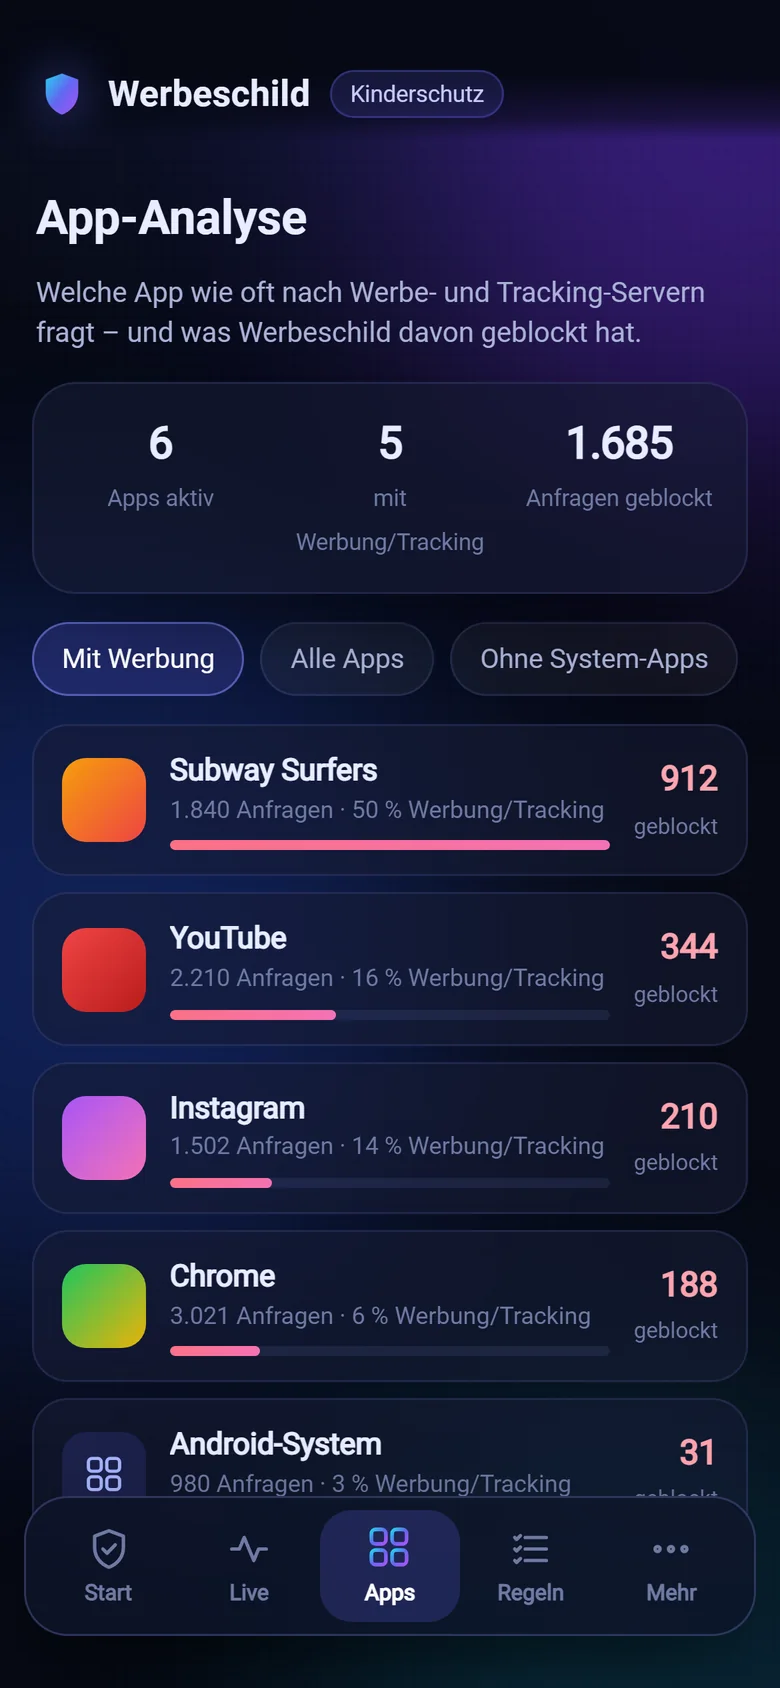 Werbeschild
Kinderschutz
App-Analyse
Welche App wie oft nach Werbe- und Tracking-Servern
fragt – und was Werbeschild davon geblockt hat.
6
Apps aktiv
5
mit
Werbung/Tracking
1.685
Anfragen geblockt
Mit Werbung
Alle Apps
Ohne System-Apps
Subway Surfers
1.840 Anfragen · 50 % Werbung/Tracking
912
geblockt
YouTube
2.210 Anfragen · 16 % Werbung/Tracking
344
geblockt
Instagram
1.502 Anfragen · 14 % Werbung/Tracking
210
geblockt
Chrome
3.021 Anfragen · 6 % Werbung/Tracking
188
geblockt
Android-System
980 Anfragen · 3 % Werbung/Tracking
31
Start
Live
Apps
Regeln
Mehr